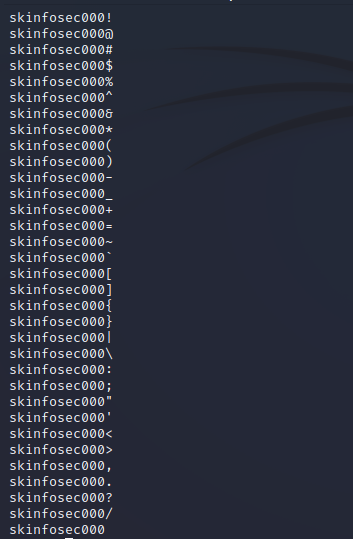 skinfosec000!
skinfosec000@
skinfosec000#
skinfosec000$
skinfosec000%
skinfosec000^
skinfosec000&
skinfosec000*
skinfosec000(
skinfosec000)
skinfosec000-
skinfosec000_
skinfosec000+
skinfosec000=
skinfosec000~
skinfosec000`
skinfosec000[
skinfosec000]
skinfosec000{
skinfosec000}
skinfosec000|
skinfosec000\
skinfosec000:
skinfosec000;
skinfosec000"
skinfosec000'
skinfosec000<
skinfosec000>
skinfosec000,
skinfosec000.
skinfosec000?
skinfosec000/
skinfosec000